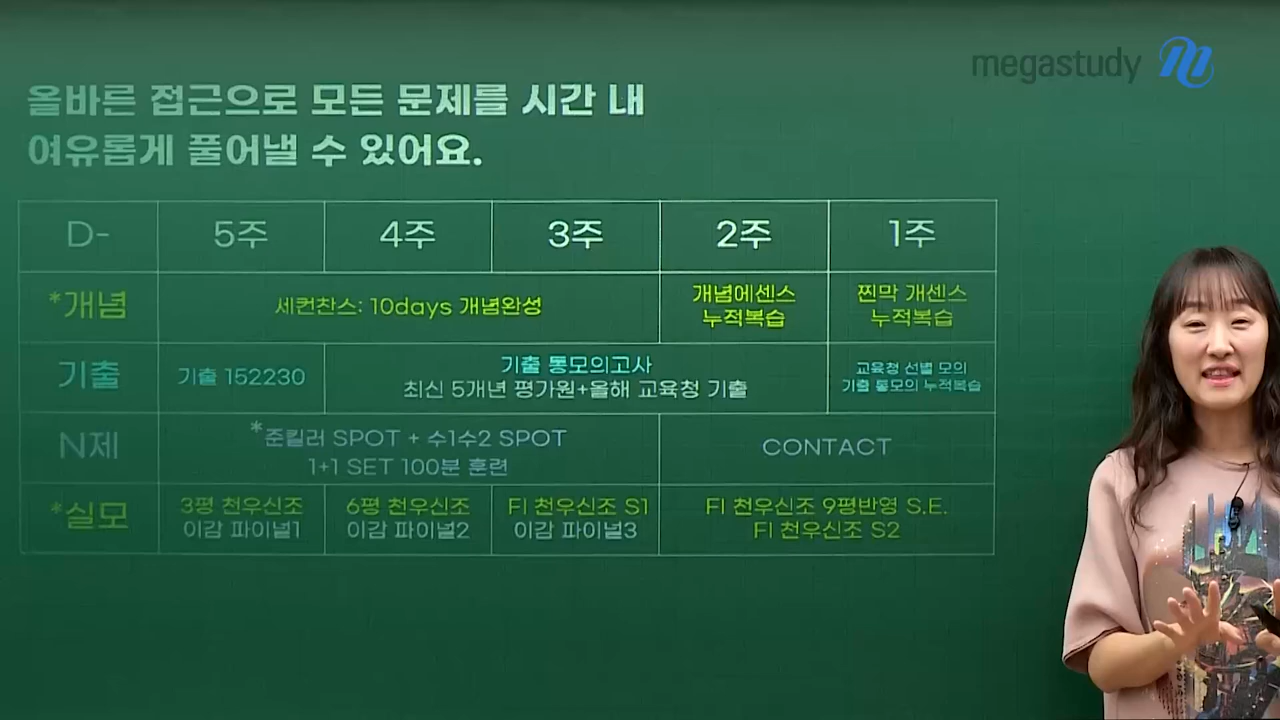 megastudy
올바른 접근으로 모든 문제를 시간 내
여유롭게 풀어낼 수 있어요.
D- 5주 4주 3주 2주 1주
*개념 세컨찬스: 10days 개념완성 개념에센스 누적복습 찐막 개센스 누적복습
기출 기출 152230 기출 통모의고사 최신 5개년 평가원+올해 교육청 기출 교육청 선별 모의 기출 통모의 누적복습
N제 *준킬러 SPOT + 수1수2 SPOT 1+1 SET 100분 훈련 CONTACT
*실모 3평 천우신조 이감 파이널1 6평 천우신조 이감 파이널2 FI 천우신조 S1 이감 파이널3 FI 천우신조 9평반영 S.E. FI 천우신조 S2